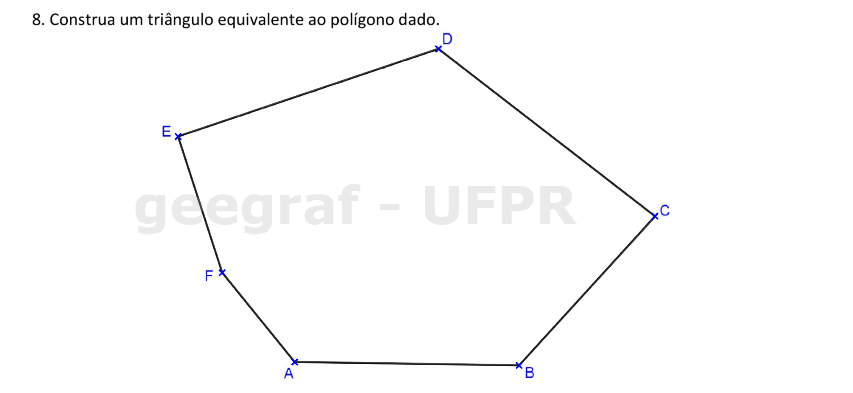 8. Construa um triângulo equivalente ao polígono dado.
D
E
geegraf - UFPR
C
F
A
B